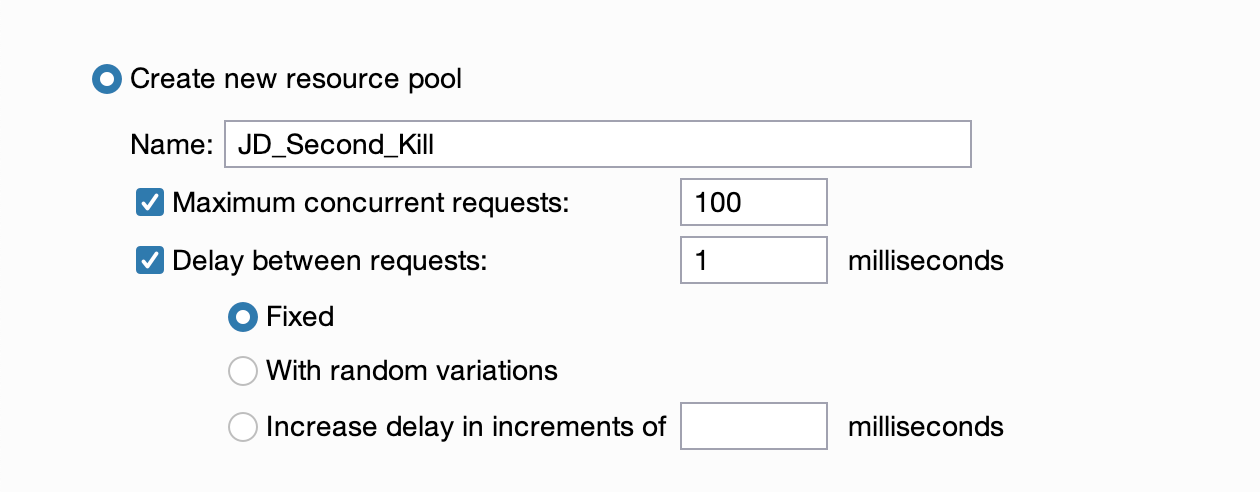 Create new resource pool
Name: JD_Second_Kill
Maximum concurrent requests: 100
Delay between requests: 1 milliseconds
Fixed
With random variations
Increase delay in increments of milliseconds